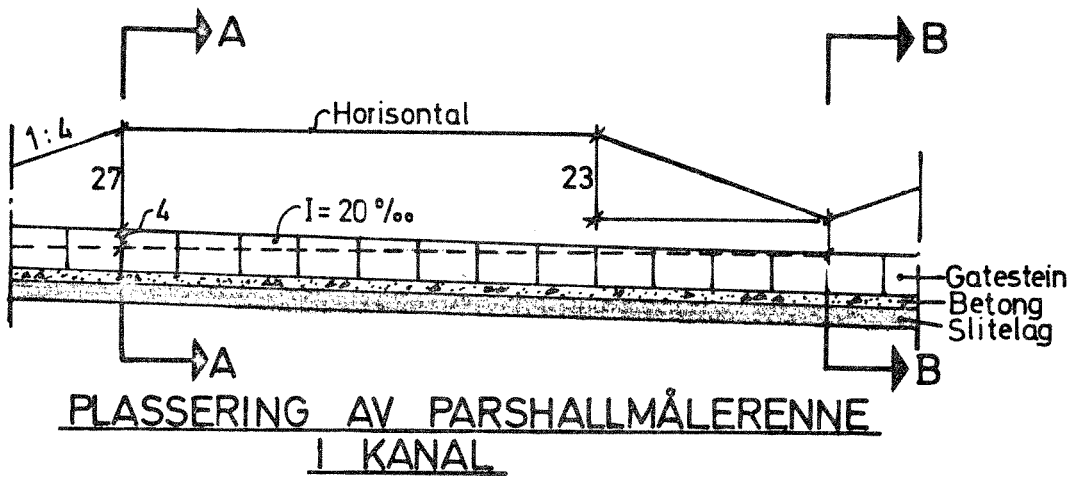 A
B
1:4
Horisontal
27
23
4
I = 20 ‰
Gatestein
Betong
Slitelag
A
B
PLASSERING AV PARSHALLMÅLERENNE
I KANAL